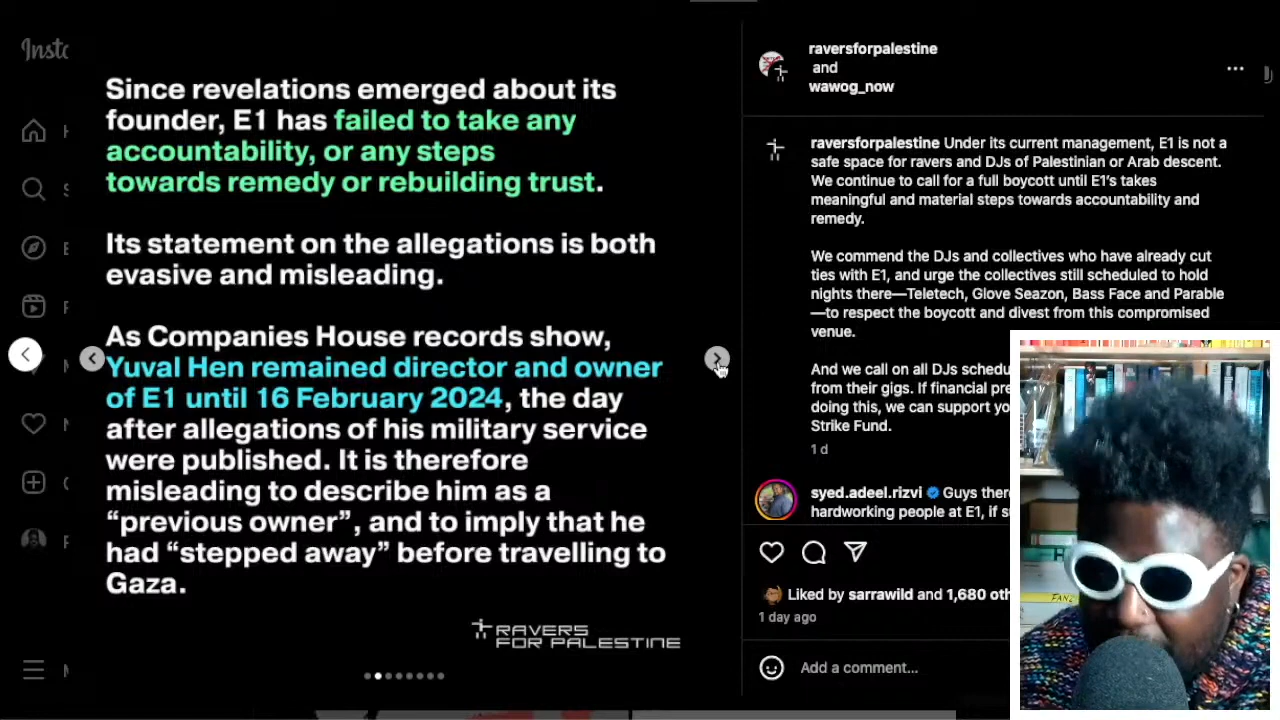 Insta
Since revelations emerged about its
founder, E1 has failed to take any
accountability, or any steps
towards remedy or rebuilding trust.
Its statement on the allegations is both
evasive and misleading.
As Companies House records show,
Yuval Hen remained director and owner
of E1 until 16 February 2024, the day
after allegations of his military service
were published. It is therefore
misleading to describe him as a
“previous owner”, and to imply that he
had “stepped away” before travelling to
Gaza.
RAVERS
FOR PALESTINE
raversforpalestine
and
wawog_now
raversforpalestine Under its current management, E1 is not a
safe space for ravers and DJs of Palestinian or Arab descent.
We continue to call for a full boycott until E1’s takes
meaningful and material steps towards accountability and
remedy.
We commend the DJs and collectives who have already cut
ties with E1, and urge the collectives still scheduled to hold
nights there—Teletech, Glove Seazon, Bass Face and Parable
—to respect the boycott and divest from this compromised
venue.
And we call on all DJs schedu
from their gigs. If financial pre
doing this, we can support yo
Strike Fund.
1 d
syed.adeel.rizvi Guys ther
hardworking people at E1, if s
Liked by sarrawild and 1,680 oth
1 day ago
Add a comment...
FANC